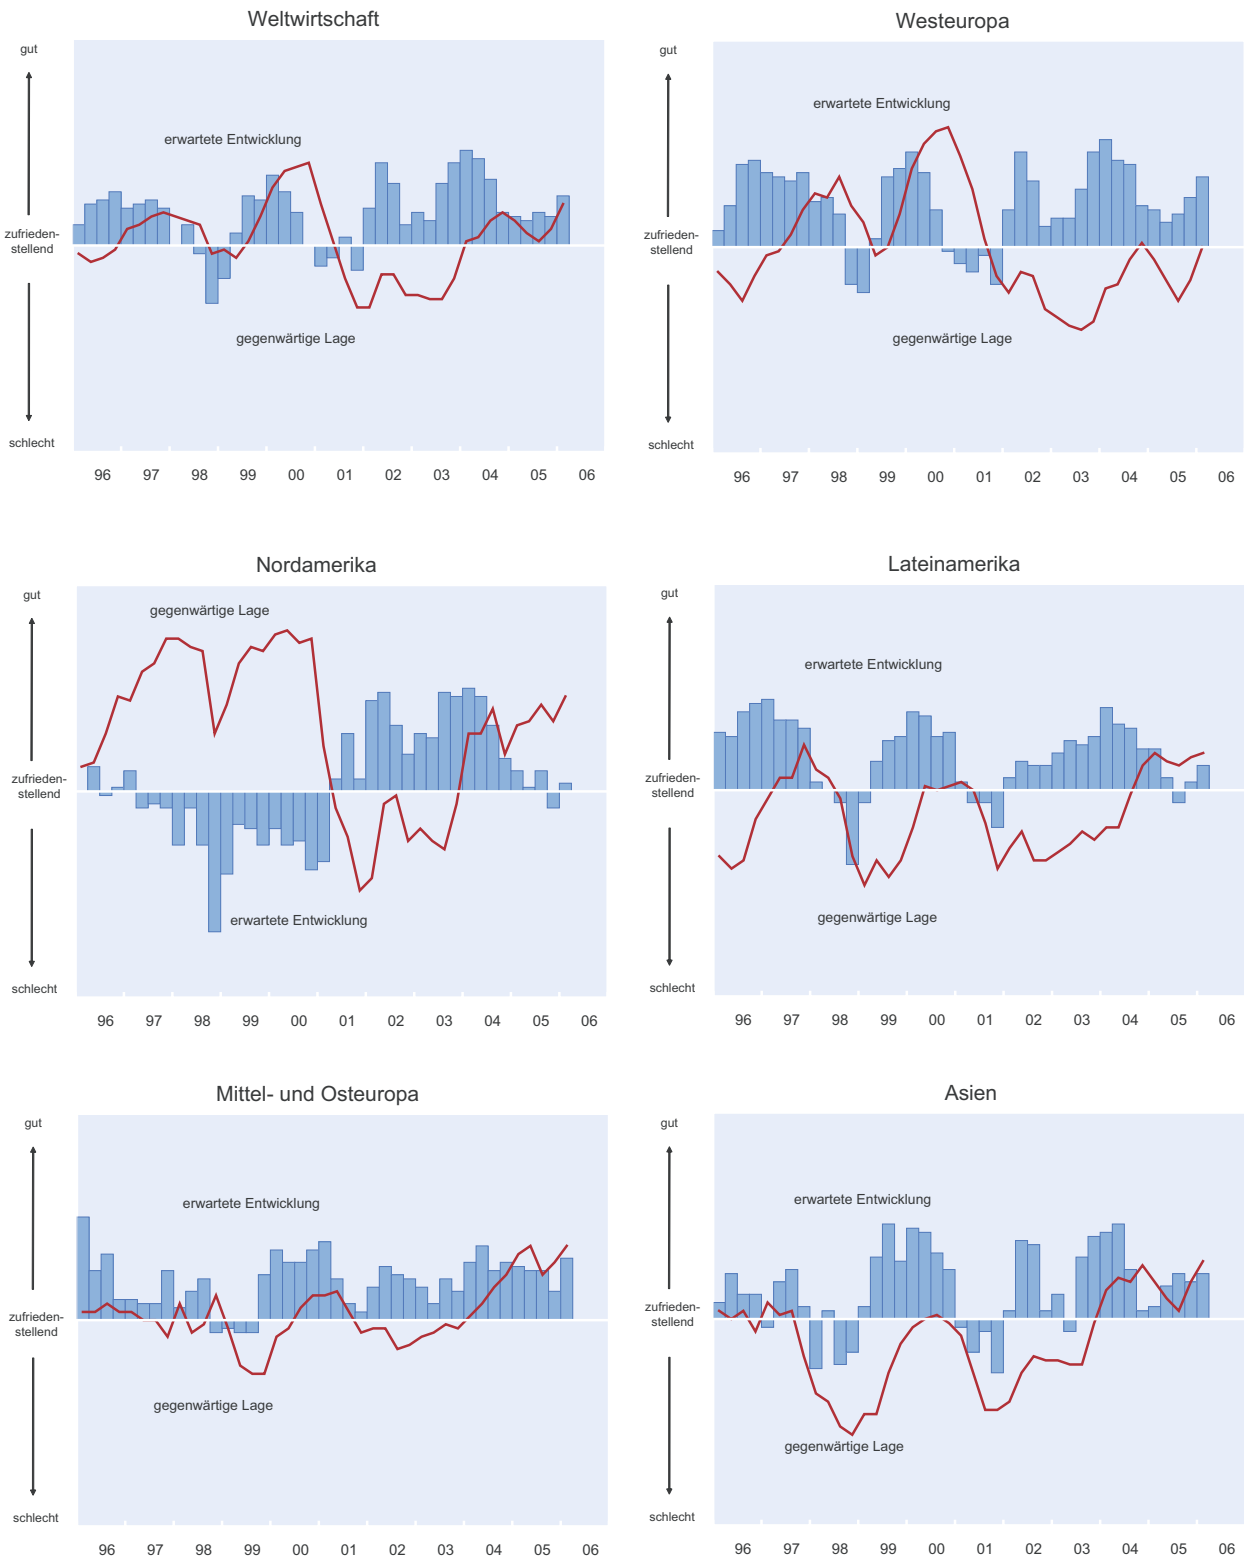 Weltwirtschaft
gut
erwartete Entwicklung
zufrieden-
stellend
gegenwärtige Lage
schlecht
96 97 98 99 00 01 02 03 04 05 06
Westeuropa
gut
erwartete Entwicklung
zufrieden-
stellend
gegenwärtige Lage
schlecht
96 97 98 99 00 01 02 03 04 05 06
Nordamerika
gut
gegenwärtige Lage
zufrieden-
stellend
erwartete Entwicklung
schlecht
96 97 98 99 00 01 02 03 04 05 06
Lateinamerika
gut
erwartete Entwicklung
zufrieden-
stellend
gegenwärtige Lage
schlecht
96 97 98 99 00 01 02 03 04 05 06
Mittel- und Osteuropa
gut
erwartete Entwicklung
zufrieden-
stellend
gegenwärtige Lage
schlecht
96 97 98 99 00 01 02 03 04 05 06
Asien
gut
erwartete Entwicklung
zufrieden-
stellend
gegenwärtige Lage
schlecht
96 97 98 99 00 01 02 03 04 05 06